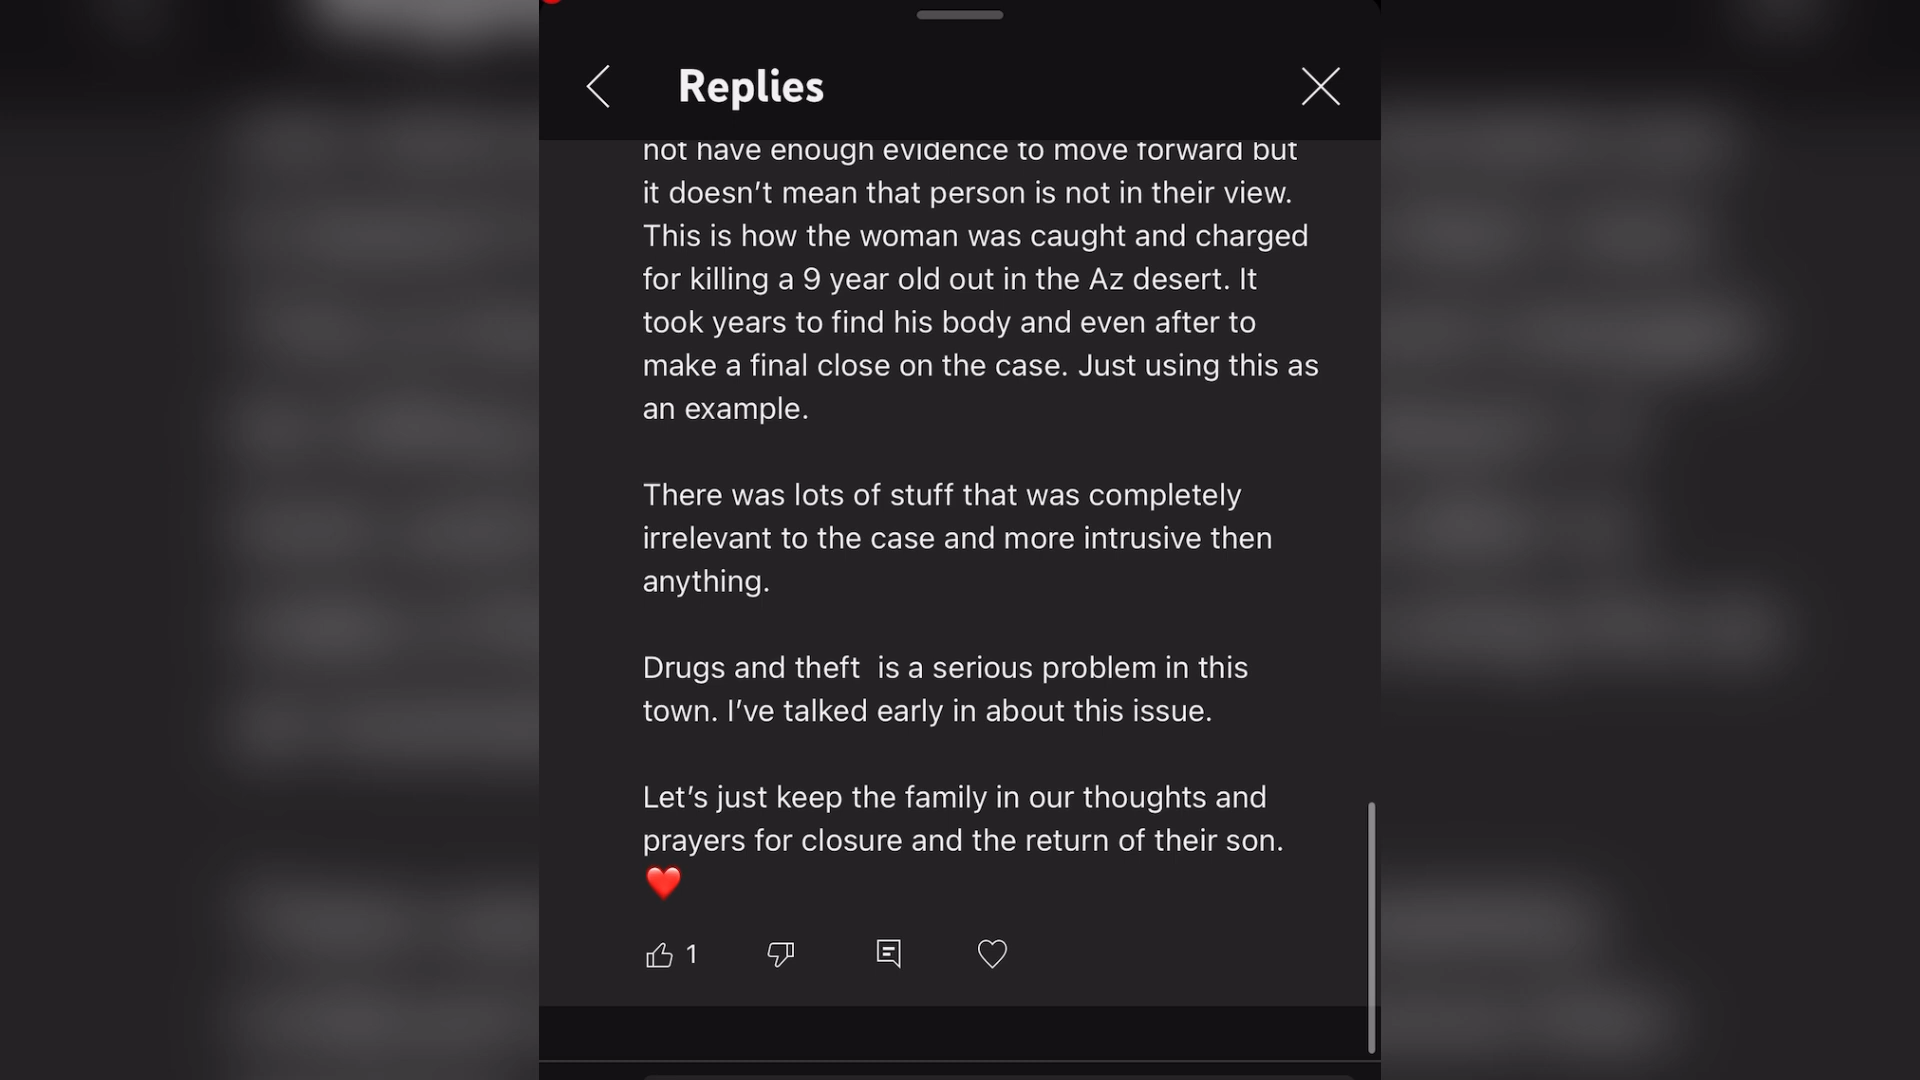 Replies
not have enough evidence to move forward but
it doesn’t mean that person is not in their view.
This is how the woman was caught and charged
for killing a 9 year old out in the Az desert. It
took years to find his body and even after to
make a final close on the case. Just using this as
an example.
There was lots of stuff that was completely
irrelevant to the case and more intrusive then
anything.
Drugs and theft  is a serious problem in this
town. I’ve talked early in about this issue.
Let’s just keep the family in our thoughts and
prayers for closure and the return of their son.
❤️
1